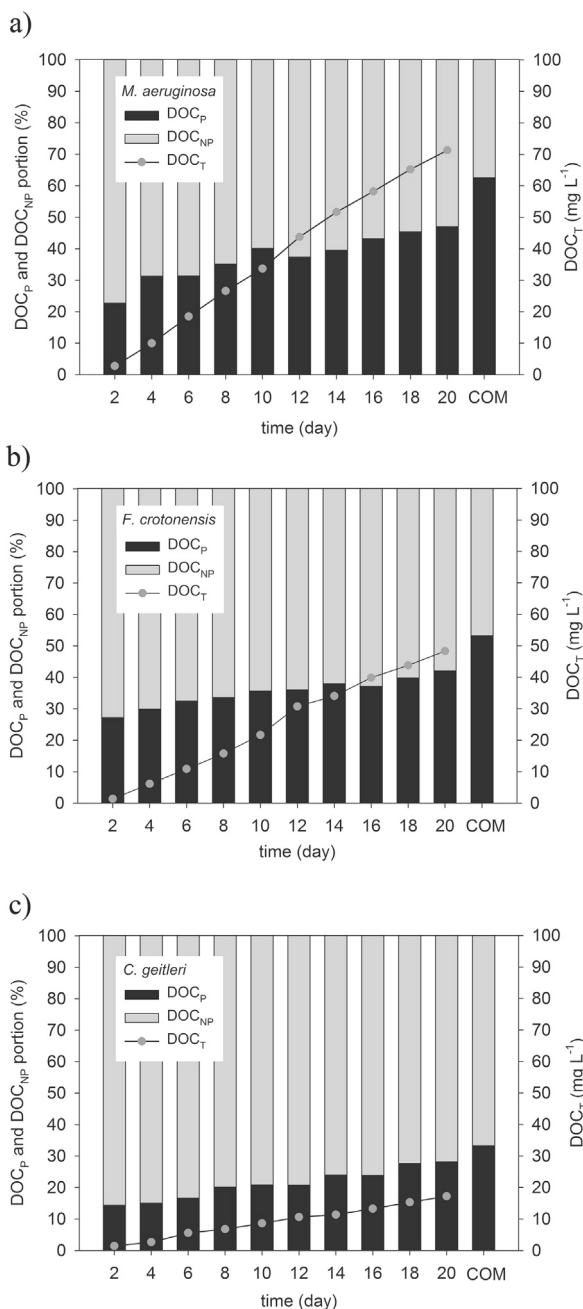 a)
100 100
M. aeruginosa
90 90
DOCP
80 80
DOCNP
70 70
DOCT
60 60
50 50
40 40
30 30
20 20
10 10
0 0
DOCP and DOCNP portion (%)
DOCT (mg L-1)
2 4 6 8 10 12 14 16 18 20 COM
time (day)
b)
100 100
F. crotonensis
90 90
DOCP
80 80
DOCNP
70 70
DOCT
60 60
50 50
40 40
30 30
20 20
10 10
0 0
DOCP and DOCNP portion (%)
DOCT (mg L-1)
2 4 6 8 10 12 14 16 18 20 COM
time (day)
c)
100 100
C. geitleri
90 90
DOCP
80 80
DOCNP
70 70
DOCT
60 60
50 50
40 40
30 30
20 20
10 10
0 0
DOCP and DOCNP portion (%)
DOCT (mg L-1)
2 4 6 8 10 12 14 16 18 20 COM
time (day)